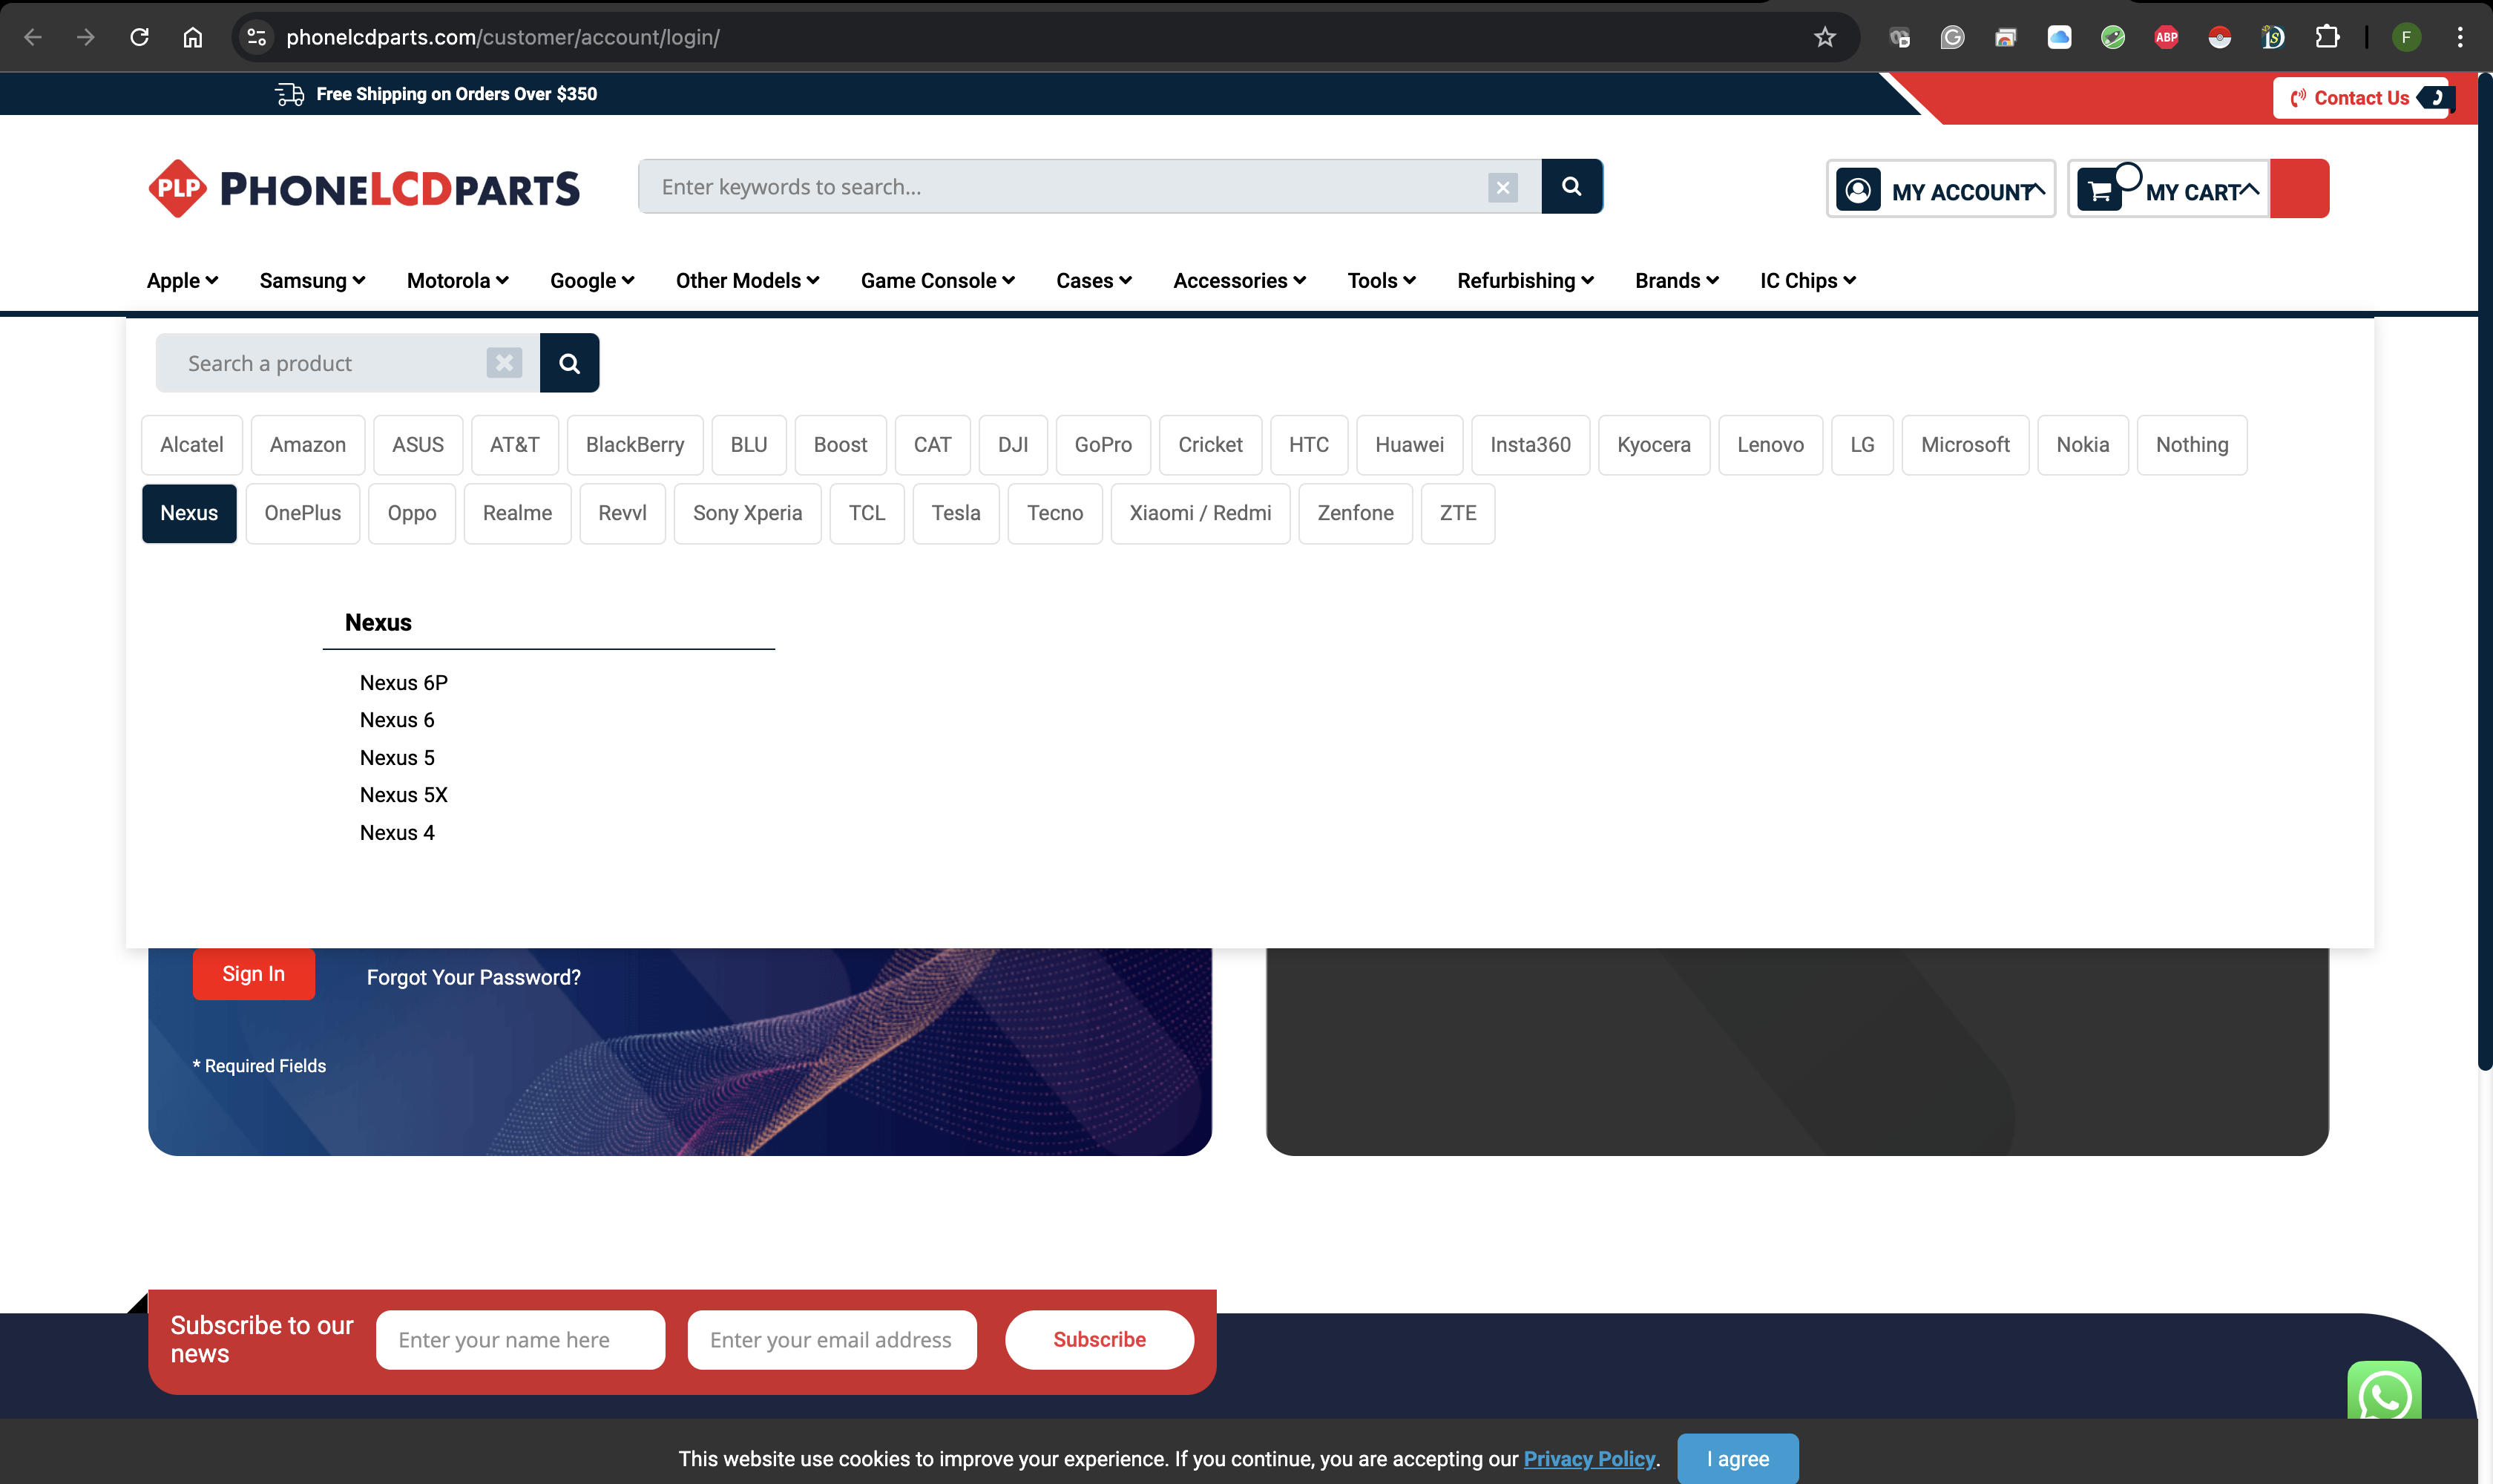 phonelcdparts.com/customer/account/login/
ABP
F
Free Shipping on Orders Over $350
Contact Us
PLP PHONELCDPARTS
Enter keywords to search...
MY ACCOUNT
MY CART
Apple Samsung Motorola Google Other Models Game Console Cases Accessories Tools Refurbishing Brands IC Chips
Search a product
Alcatel Amazon ASUS AT&T BlackBerry BLU Boost CAT DJI GoPro Cricket HTC Huawei Insta360 Kyocera Lenovo LG Microsoft Nokia Nothing
Nexus OnePlus Oppo Realme Revvl Sony Xperia TCL Tesla Tecno Xiaomi / Redmi Zenfone ZTE
Nexus
Nexus 6P
Nexus 6
Nexus 5
Nexus 5X
Nexus 4
Sign In Forgot Your Password?
* Required Fields
Subscribe to our
news
Enter your name here Enter your email address Subscribe
This website use cookies to improve your experience. If you continue, you are accepting our Privacy Policy. I agree